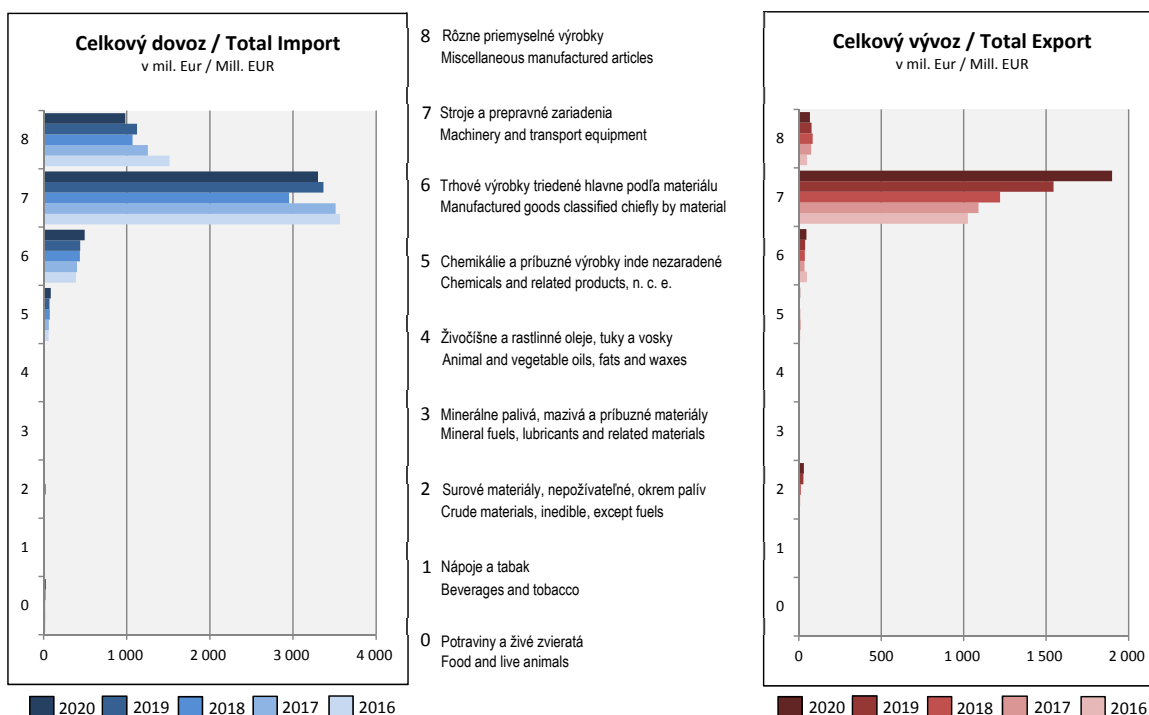 Celkový dovoz / Total Import
v mil. Eur / Mill. EUR
8
7
6
5
4
3
2
1
0
0 1 000 2 000 3 000 4 000
2020 2019 2018 2017 2016
8 Rôzne priemyselné výrobky
Miscellaneous manufactured articles
7 Stroje a prepravné zariadenia
Machinery and transport equipment
6 Trhové výrobky triedené hlavne podľa materiálu
Manufactured goods classified chiefly by material
5 Chemikálie a príbuzné výrobky inde nezaradené
Chemicals and related products, n. c. e.
4 Živočíšne a rastlinné oleje, tuky a vosky
Animal and vegetable oils, fats and waxes
3 Minerálne palivá, mazivá a príbuzné materiály
Mineral fuels, lubricants and related materials
2 Surové materiály, nepožívateľné, okrem palív
Crude materials, inedible, except fuels
1 Nápoje a tabak
Beverages and tobacco
0 Potraviny a živé zvieratá
Food and live animals
Celkový vývoz / Total Export
v mil. Eur / Mill. EUR
8
7
6
5
4
3
2
1
0
0 500 1 000 1 500 2 000
2020 2019 2018 2017 2016